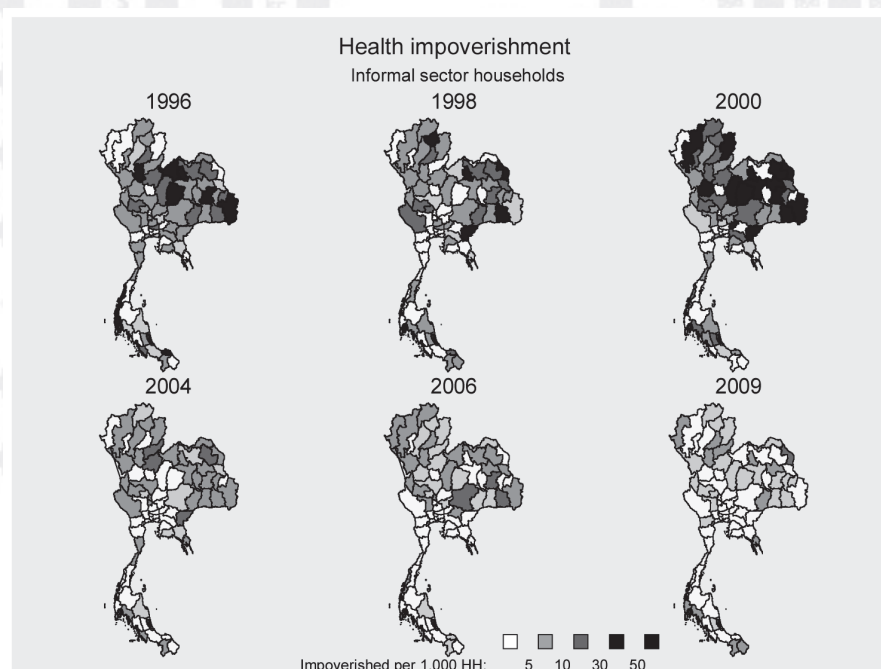 Health impoverishment
Informal sector households
1996 1998 2000
2004 2006 2009
Impoverished per 1,000 HH: 5 10 30 50